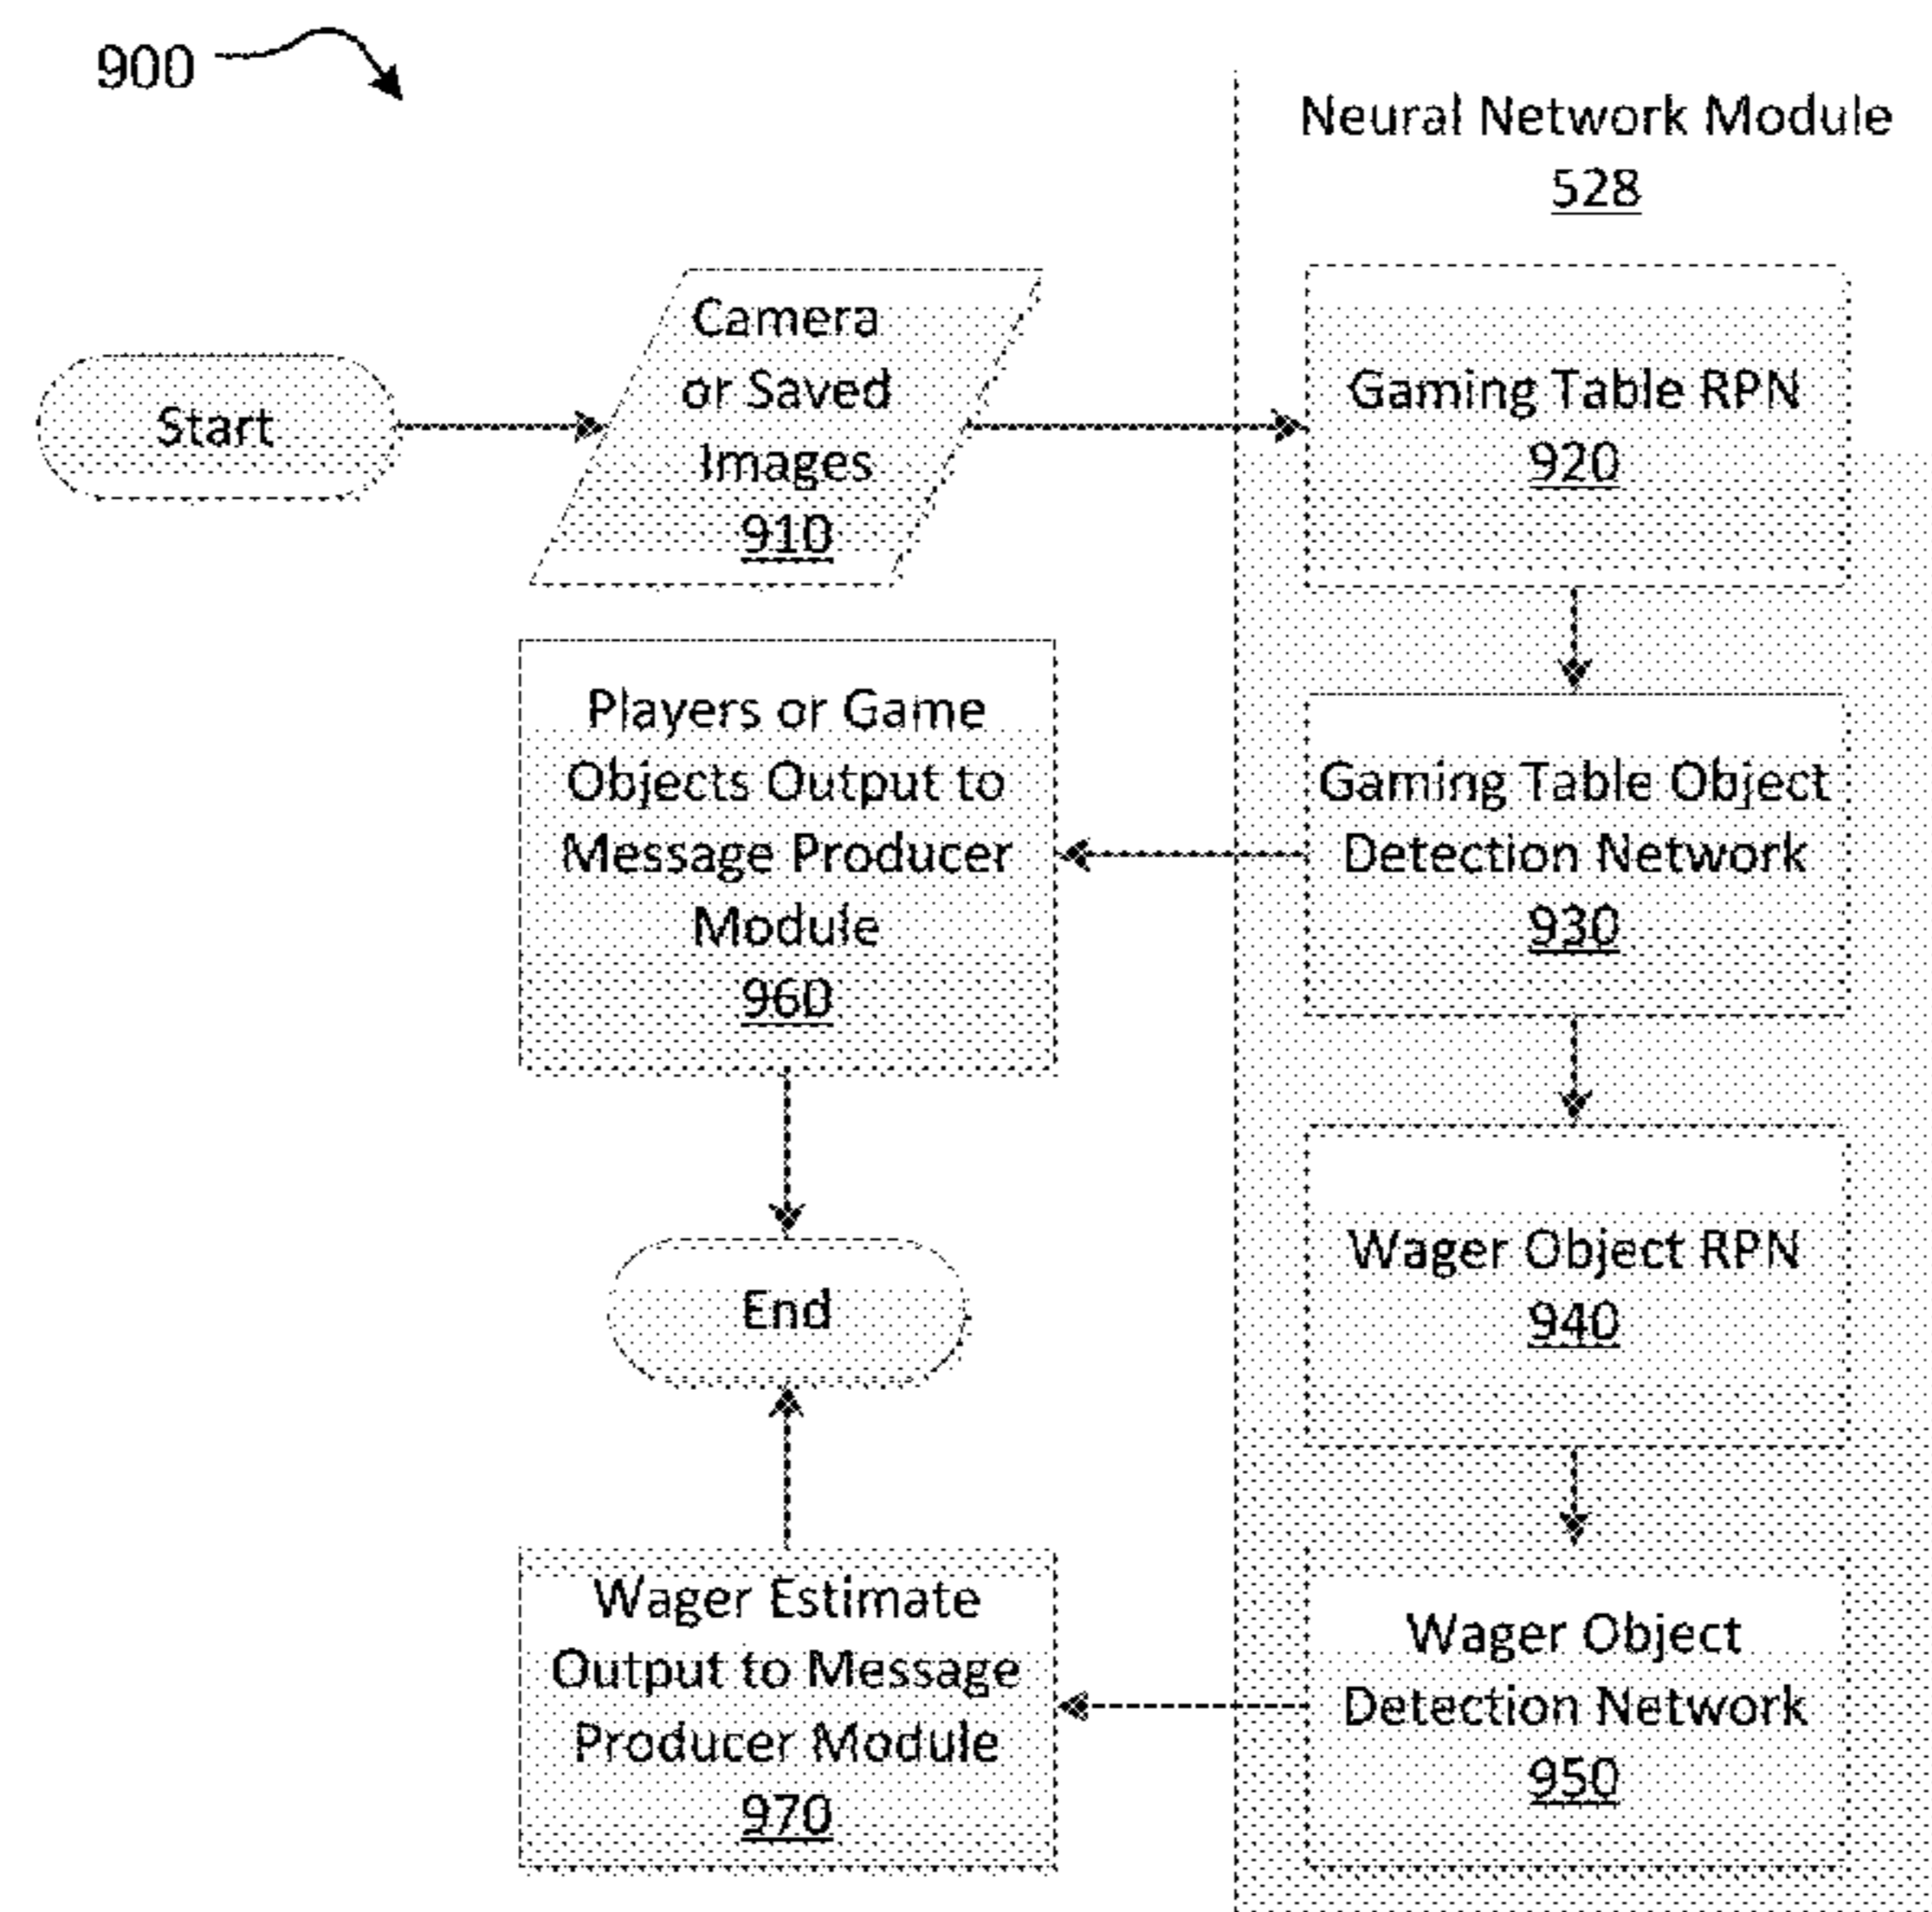 900
Neural Network Module
528
Start
Camera
or Saved
Images
910
Gaming Table RPN
920
Players or Game
Objects Output to
Message Producer
Module
960
Gaming Table Object
Detection Network
930
End
Wager Object RPN
940
Wager Estimate
Output to Message
Producer Module
970
Wager Object
Detection Network
950